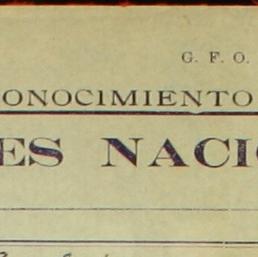 G. F. O.
ONOCIMIENTO
ES NACI